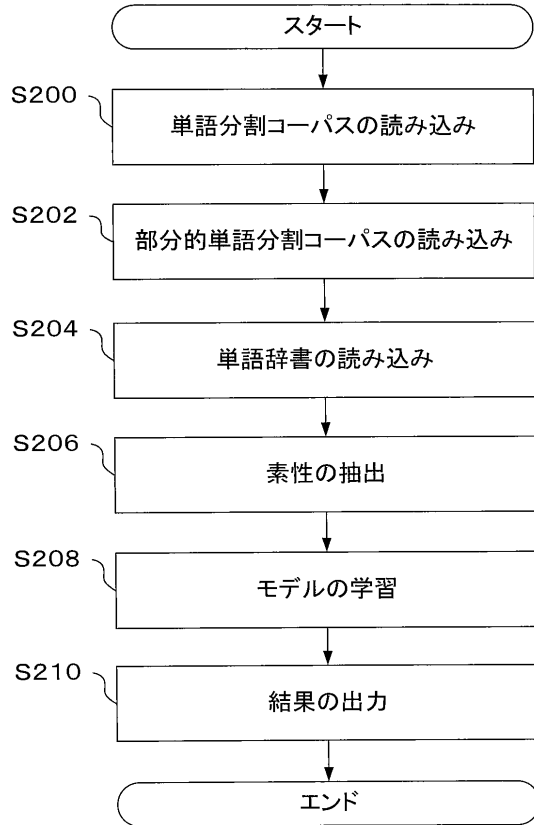 スタート
S200
単語分割コーパスの読み込み
S202
部分的単語分割コーパスの読み込み
S204
単語辞書の読み込み
S206
素性の抽出
S208
モデルの学習
S210
結果の出力
エンド